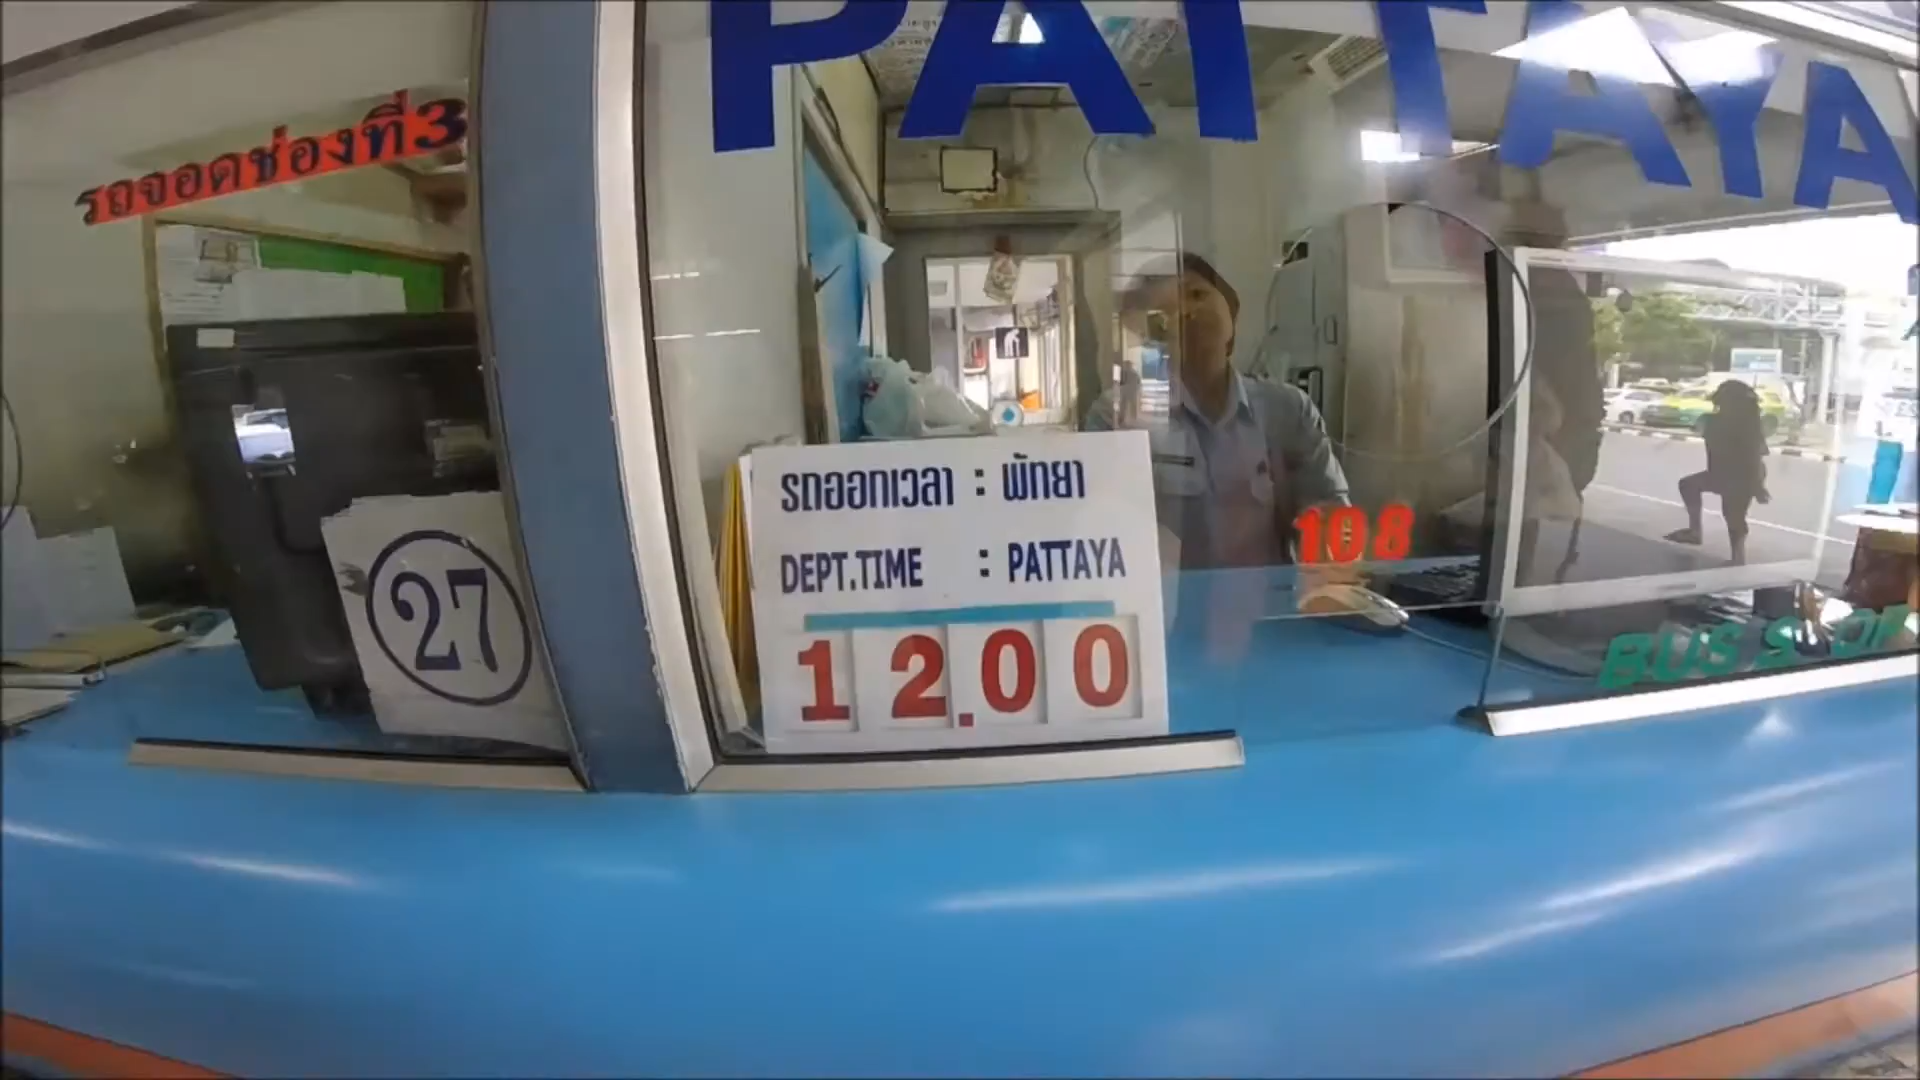 PATTAYA
รถจอดช่องที่3
รถออกเวลา : พัทยา
DEPT.TIME : PATTAYA
12.00
27
108
BUS